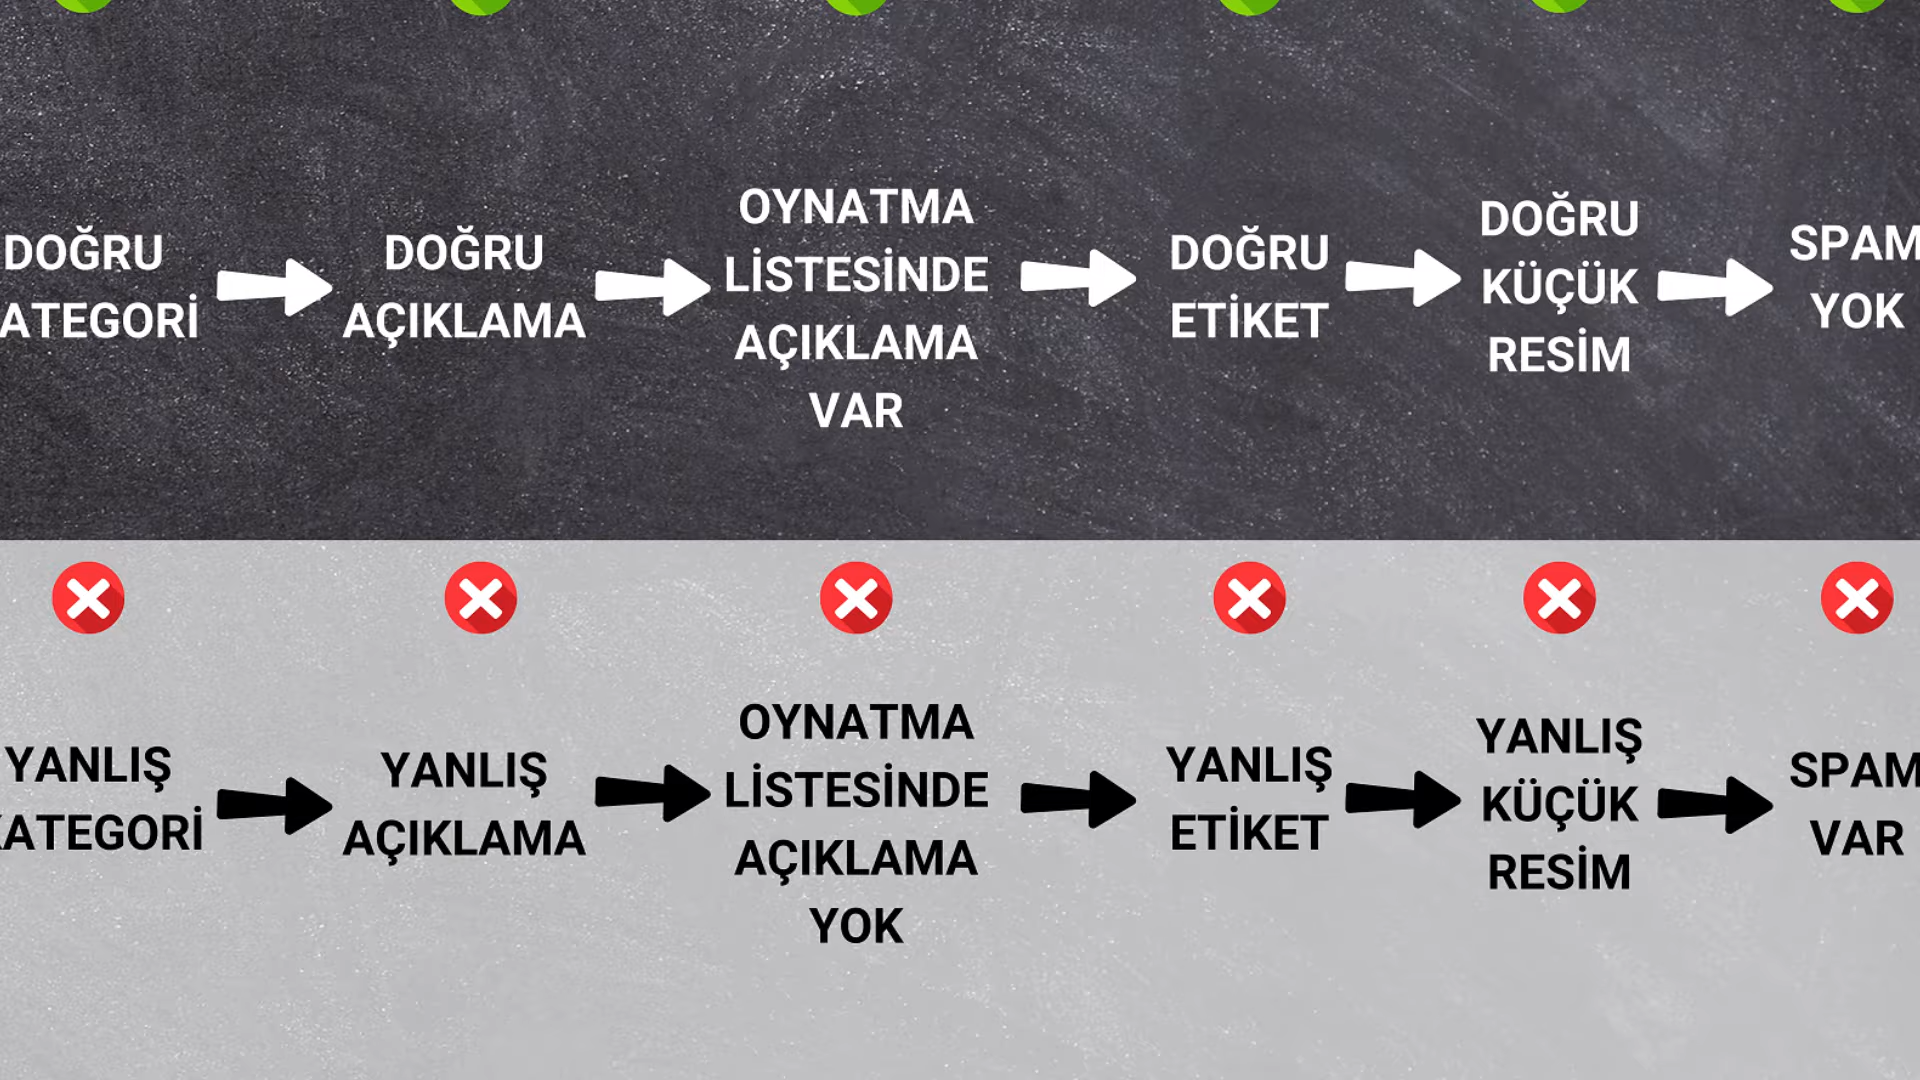 DOĞRU
ATEGORİ
DOĞRU
AÇIKLAMA
OYNATMA
LİSTESİNDE
AÇIKLAMA
VAR
DOĞRU
ETİKET
DOĞRU
KÜÇÜK
RESİM
SPAM
YOK
YANLIŞ
KATEGORİ
YANLIŞ
AÇIKLAMA
OYNATMA
LİSTESİNDE
AÇIKLAMA
YOK
YANLIŞ
ETİKET
YANLIŞ
KÜÇÜK
RESİM
SPAM
VAR